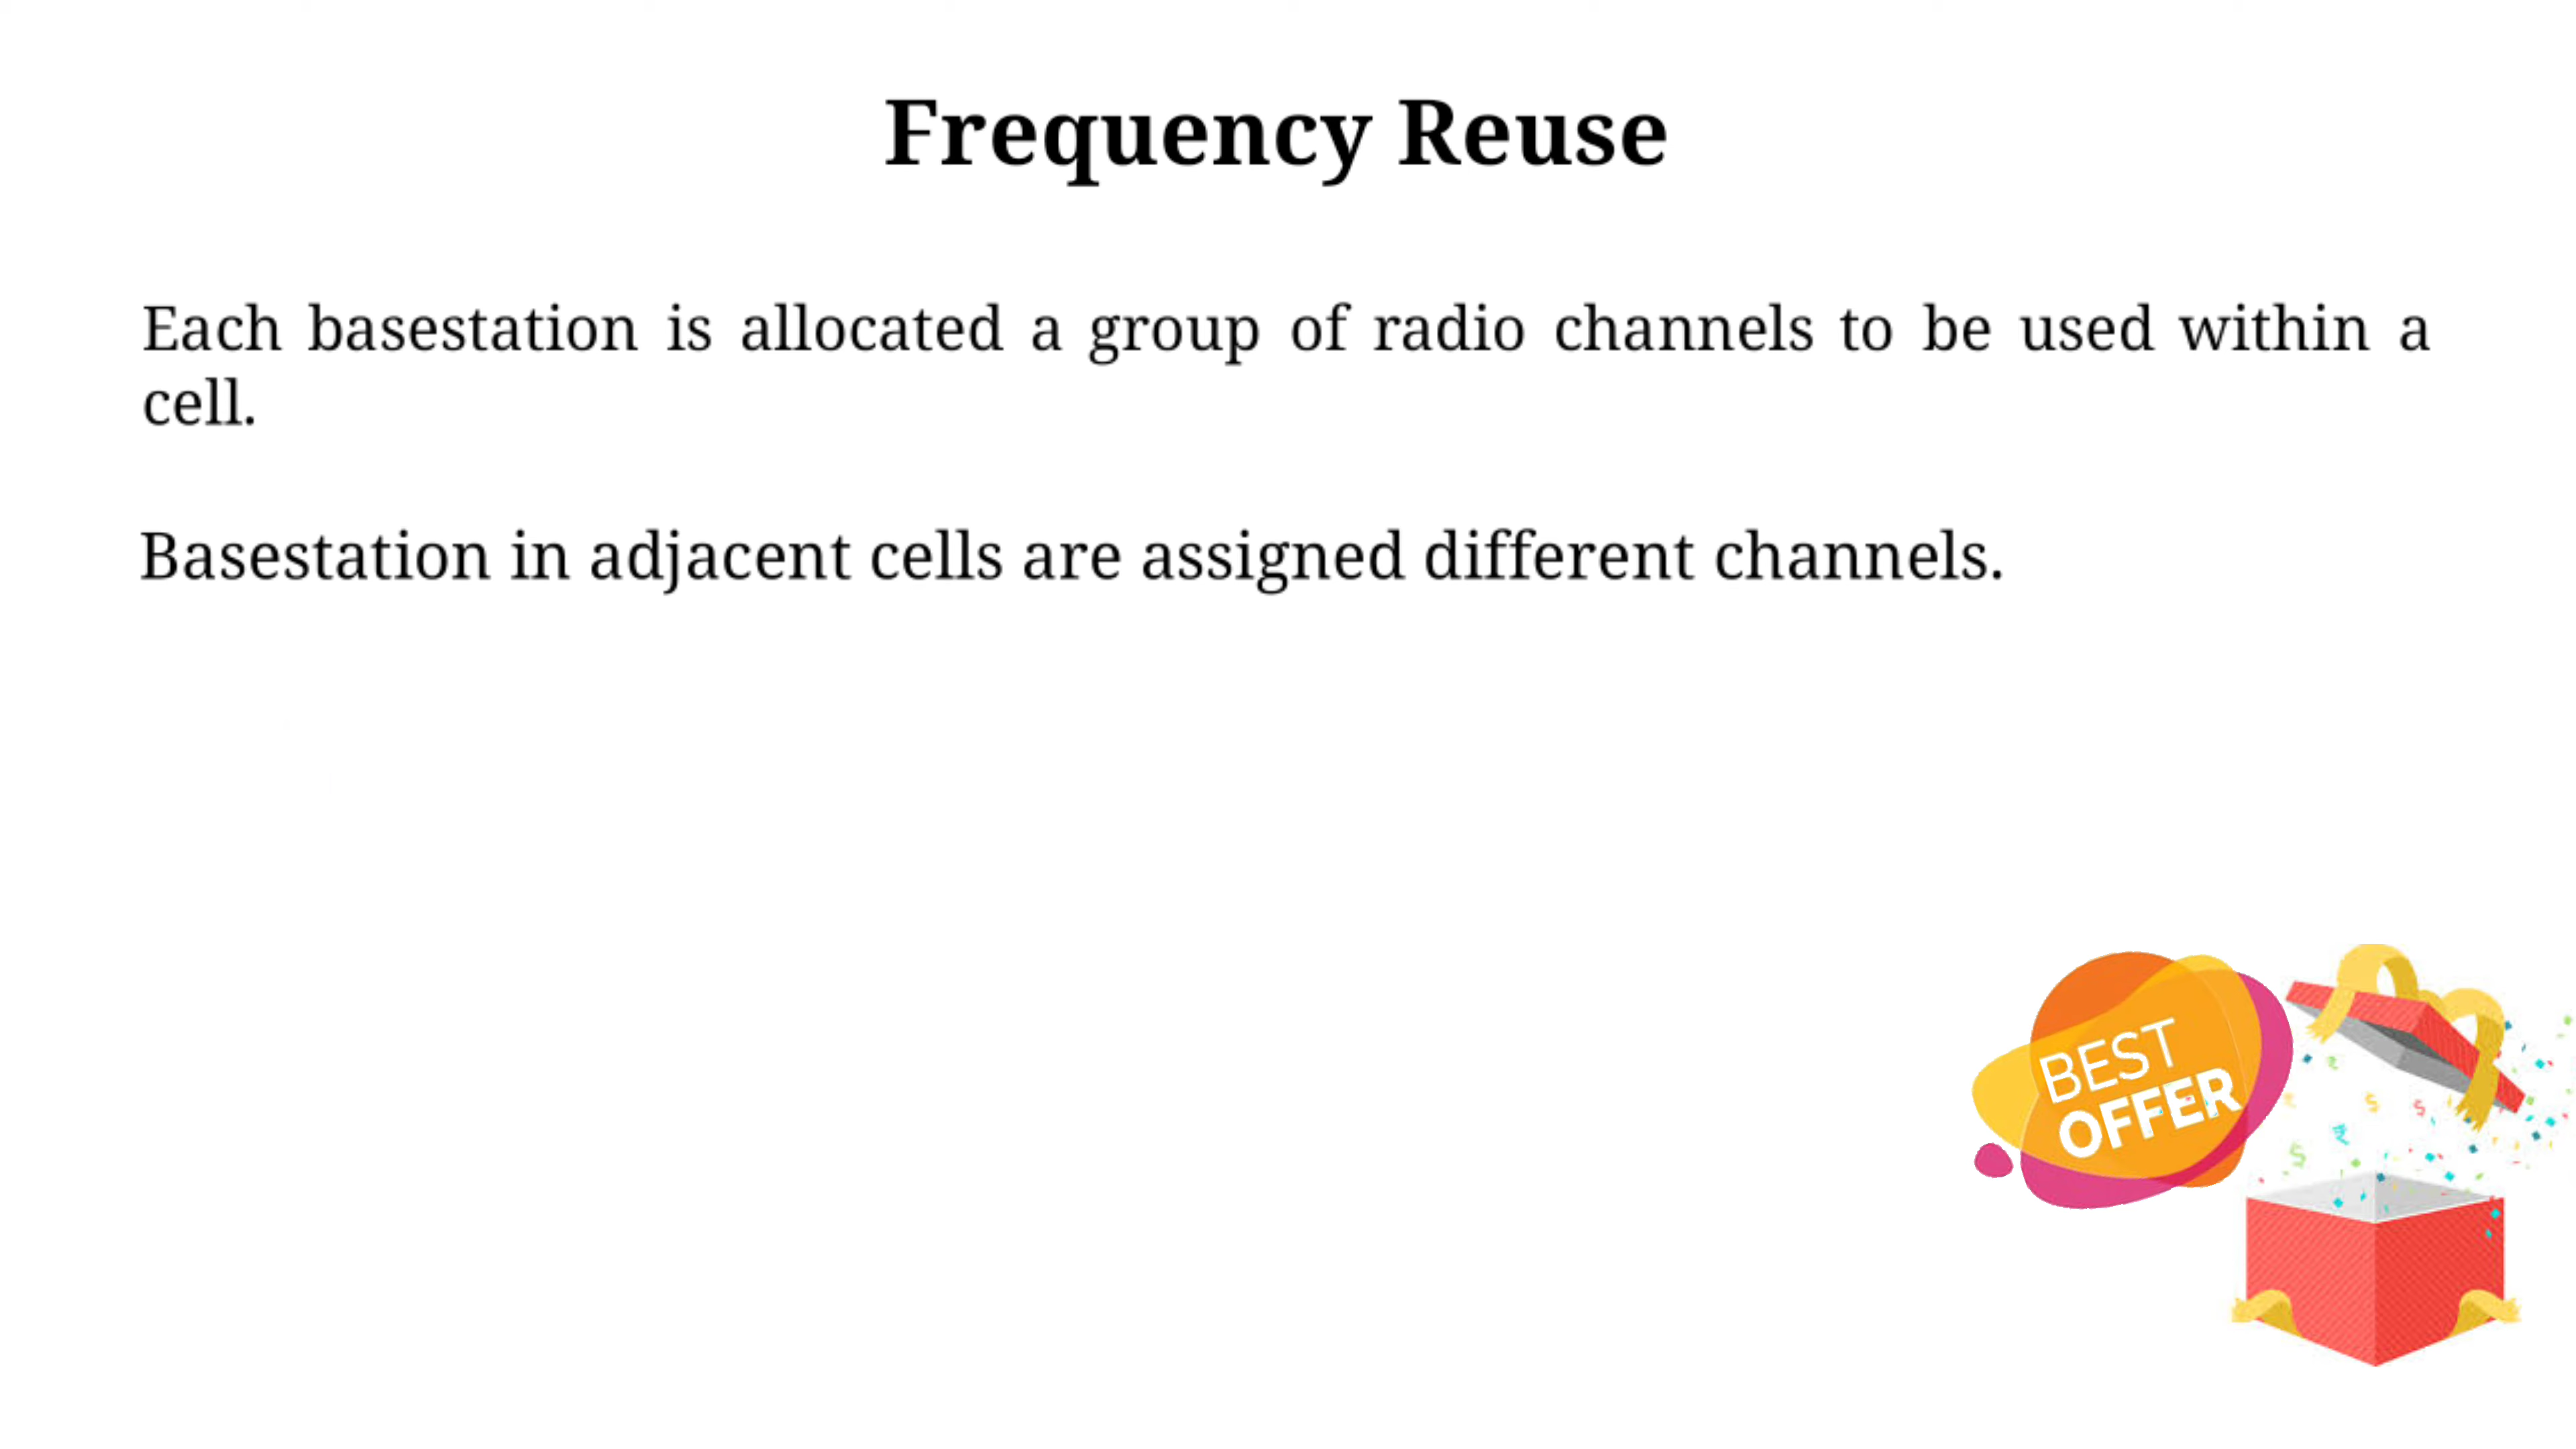 Frequency Reuse
Each basestation is allocated a group of radio channels to be used within a
cell.
Basestation in adjacent cells are assigned different channels.
BEST
OFFER